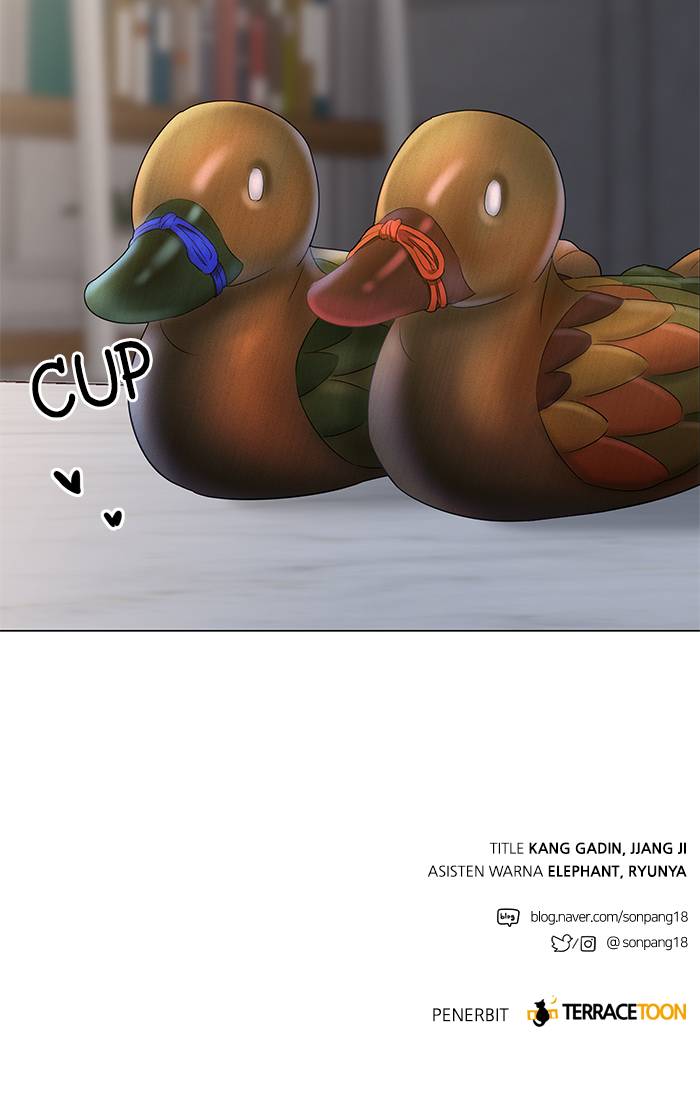 CUP
TITLE KANG GADIN, JJANG JI
ASISTEN WARNA ELEPHANT, RYUNYA
blog blog.naver.com/sonpang18
/ @sonpang18
PENERBIT TERRACETOON